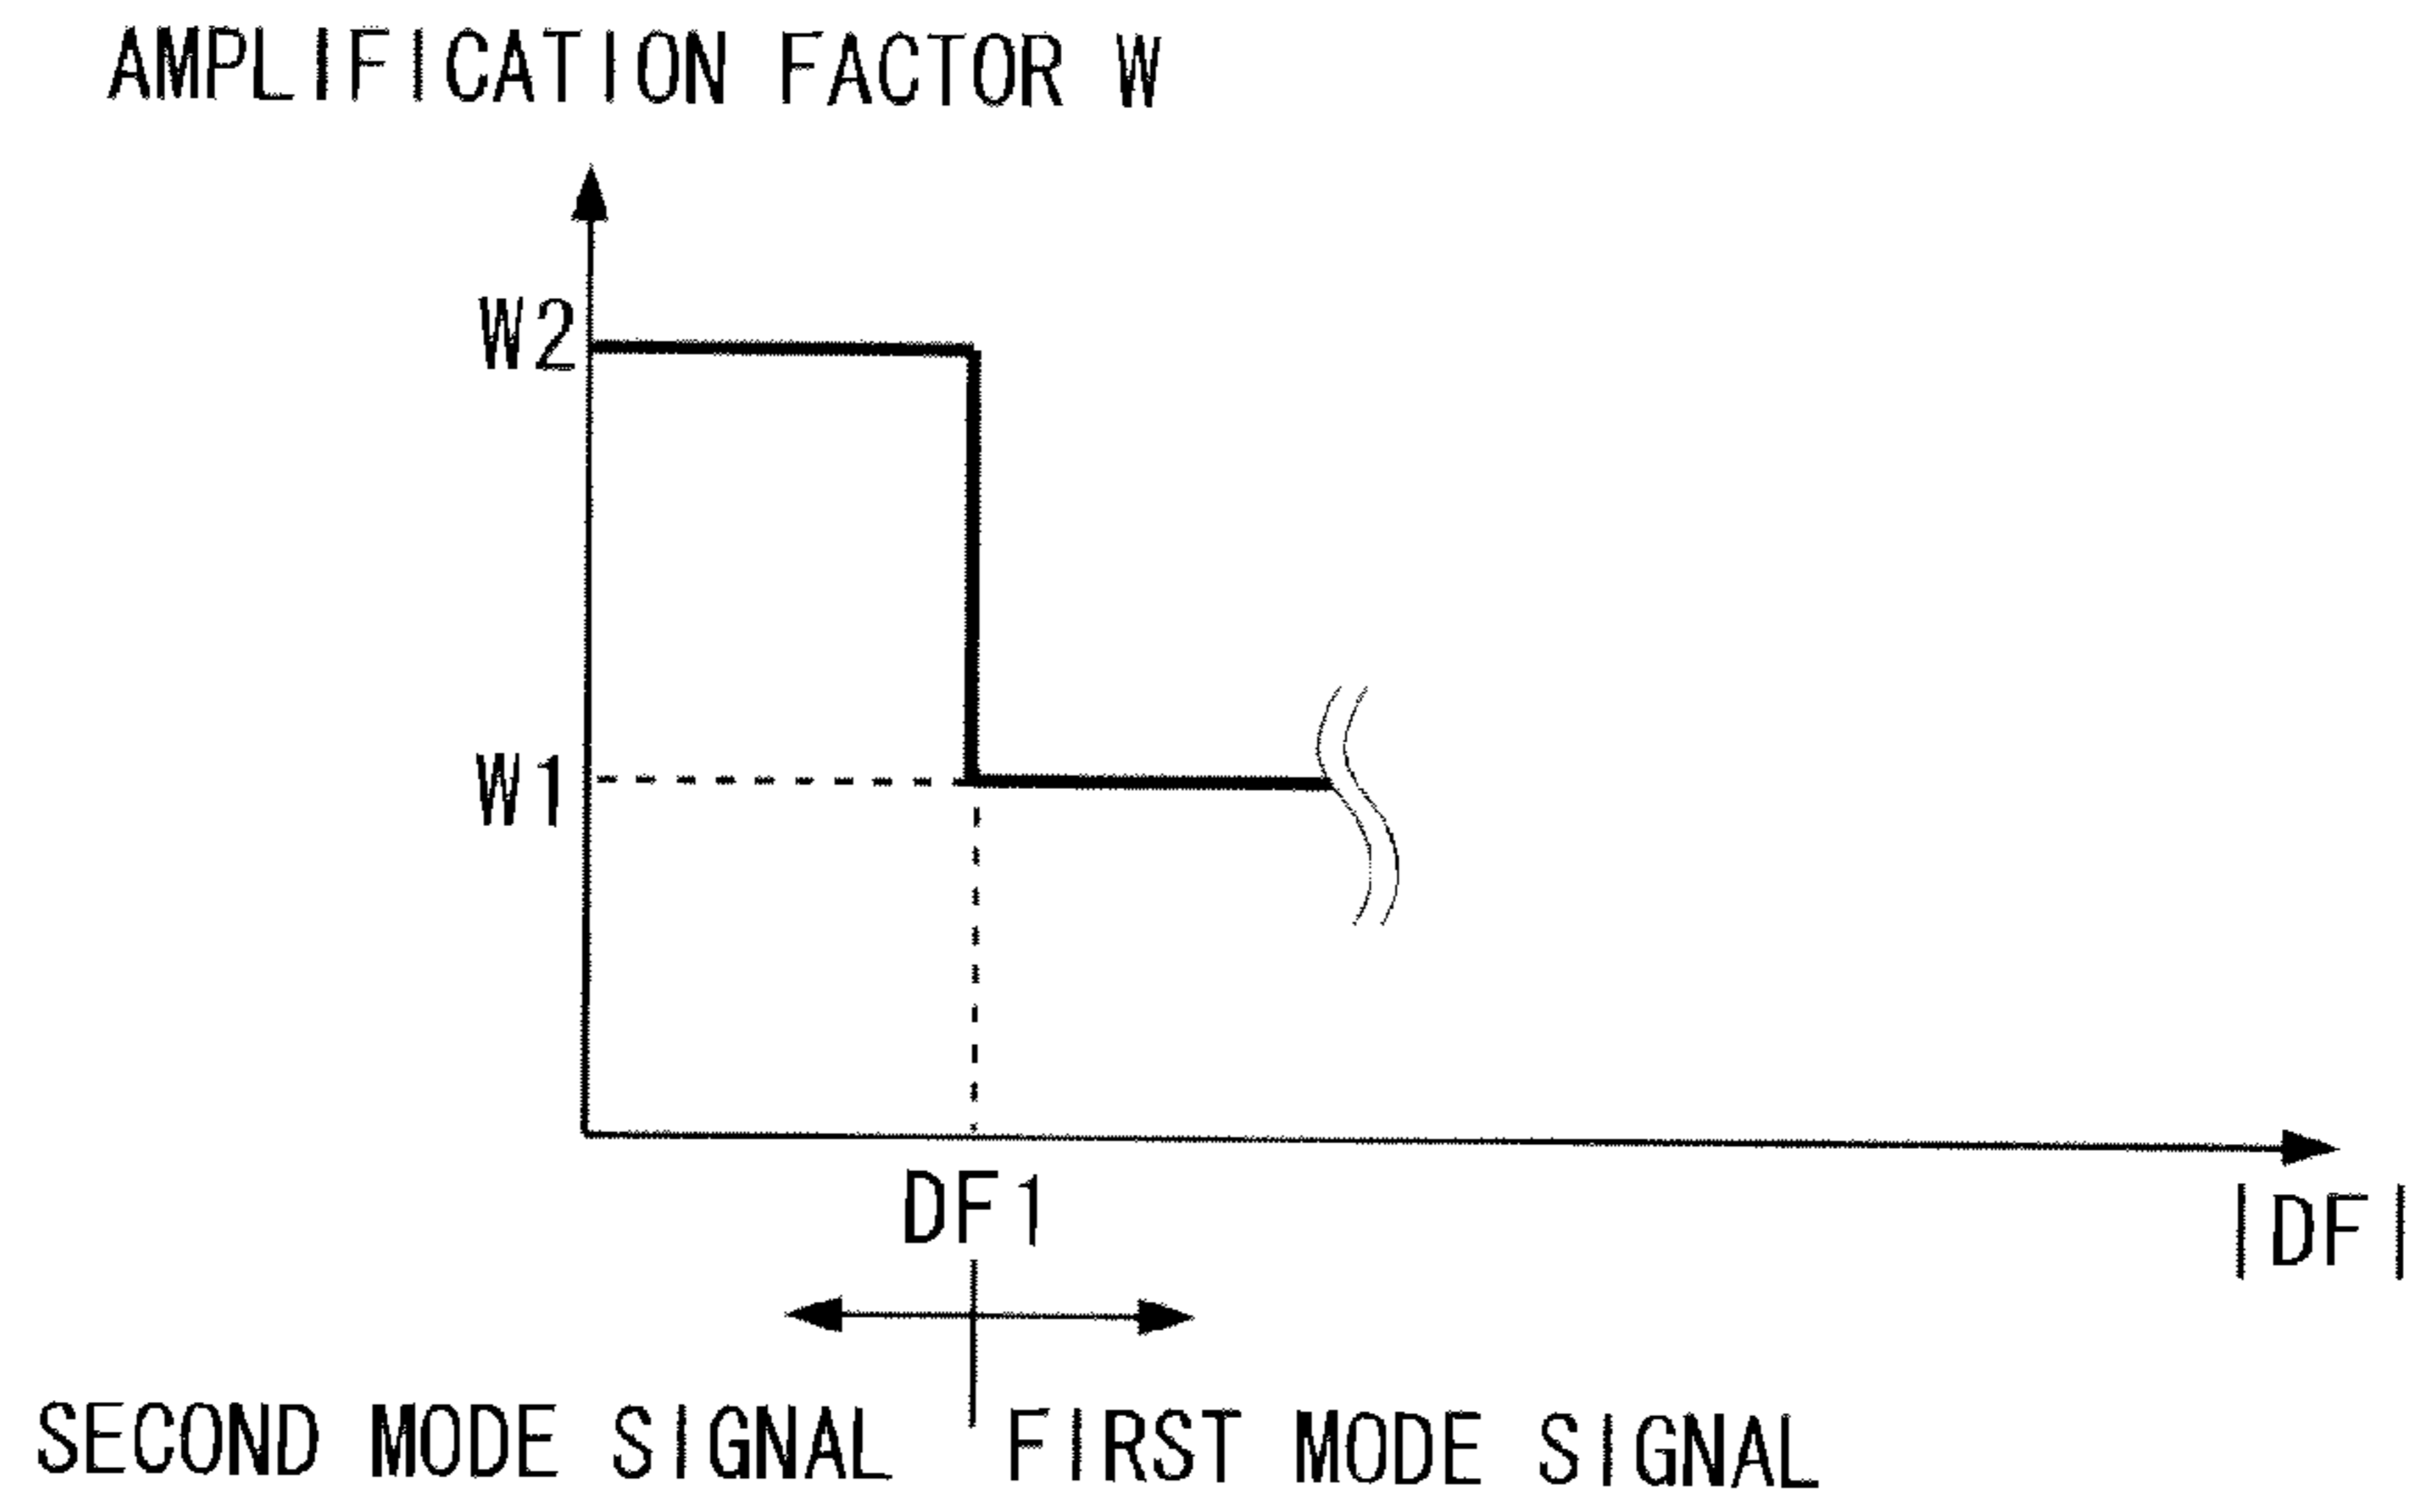 AMPLIFICATION FACTOR W
W2
W1
DF1
|DF|
SECOND MODE SIGNAL
FIRST MODE SIGNAL